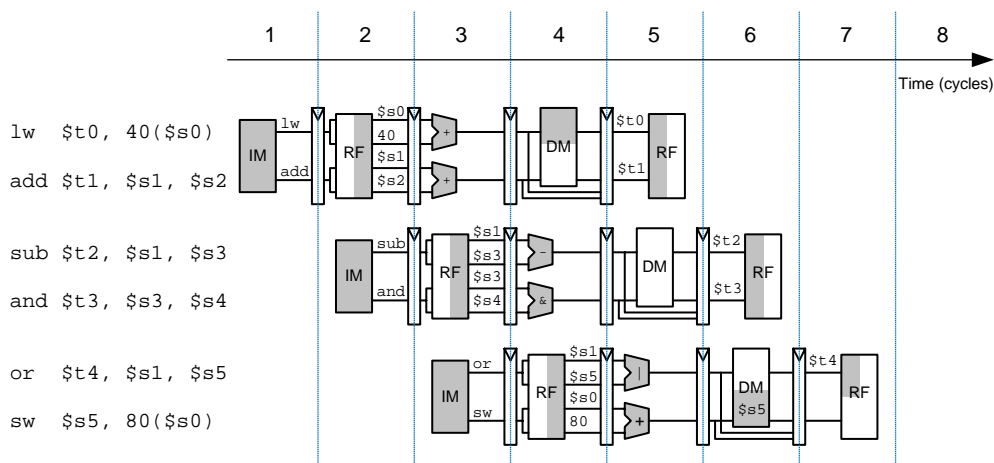 1 2 3 4 5 6 7 8
Time (cycles)
lw $t0, 40($s0)
add $t1, $s1, $s2
IM
lw
add
RF
$s0
40
$s1
$s2
+
+
DM
$t0
$t1
RF
sub $t2, $s1, $s3
and $t3, $s3, $s4
IM
sub
and
RF
$s1
$s3
$s3
$s4
-
&
DM
$t2
$t3
RF
or $t4, $s1, $s5
sw $s5, 80($s0)
IM
or
sw
RF
$s1
$s5
$s0
80
|
+
DM
$s5
$t4
RF